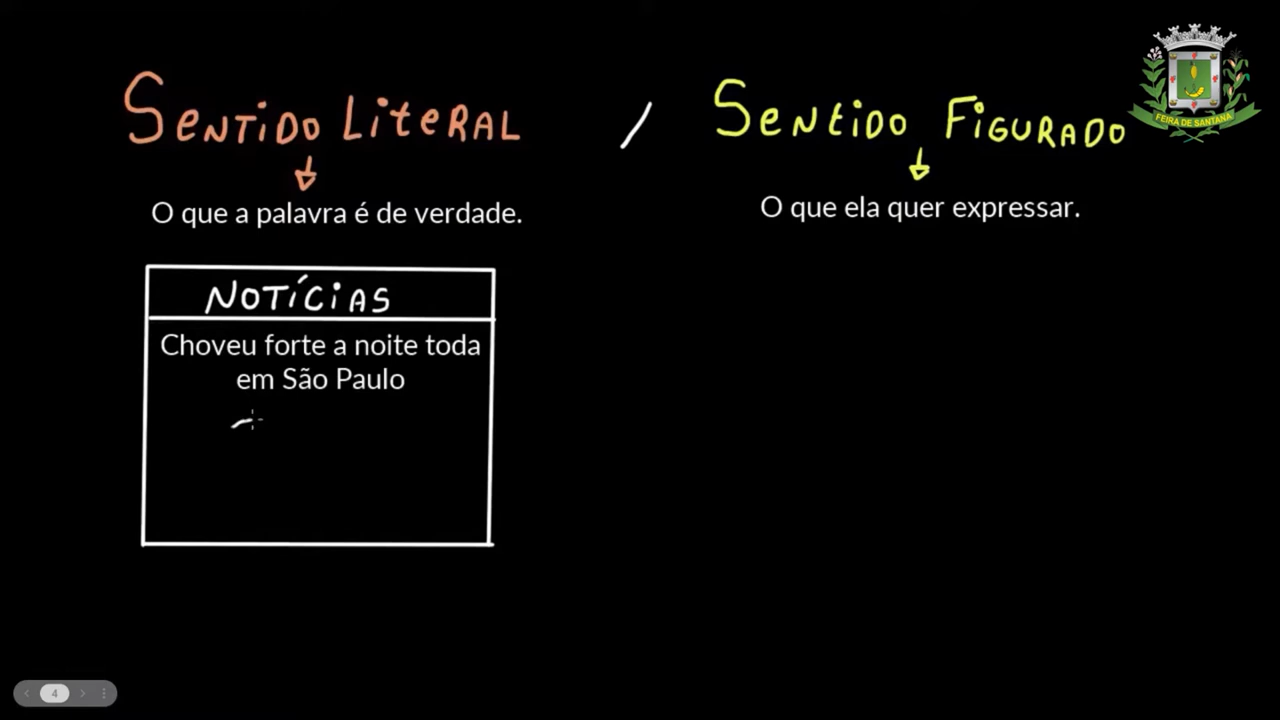 SENTIDO LITERAL / SENTIDO FIGURADO
FEIRA DE SANTANA
O que a palavra é de verdade.
O que ela quer expressar.
NOTÍCIAS
Choveu forte a noite toda
em São Paulo
4